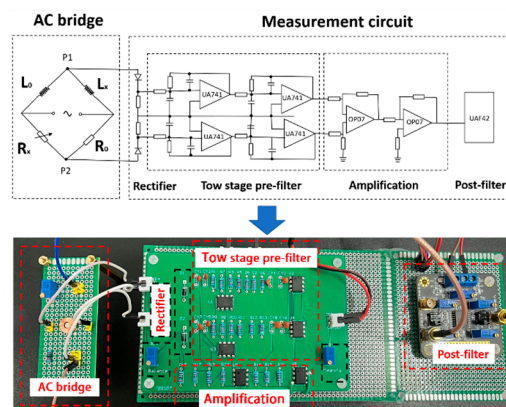 AC bridge
Measurement circuit
P1
L0
Lx
Rx
R0
P2
UA741
UA741
UA741
UA741
OP07
OP07
UAF42
Rectifier
Tow stage pre-filter
Amplification
Post-filter
Tow stage pre-filter
Rectifier
AC bridge
Amplification
Post-filter